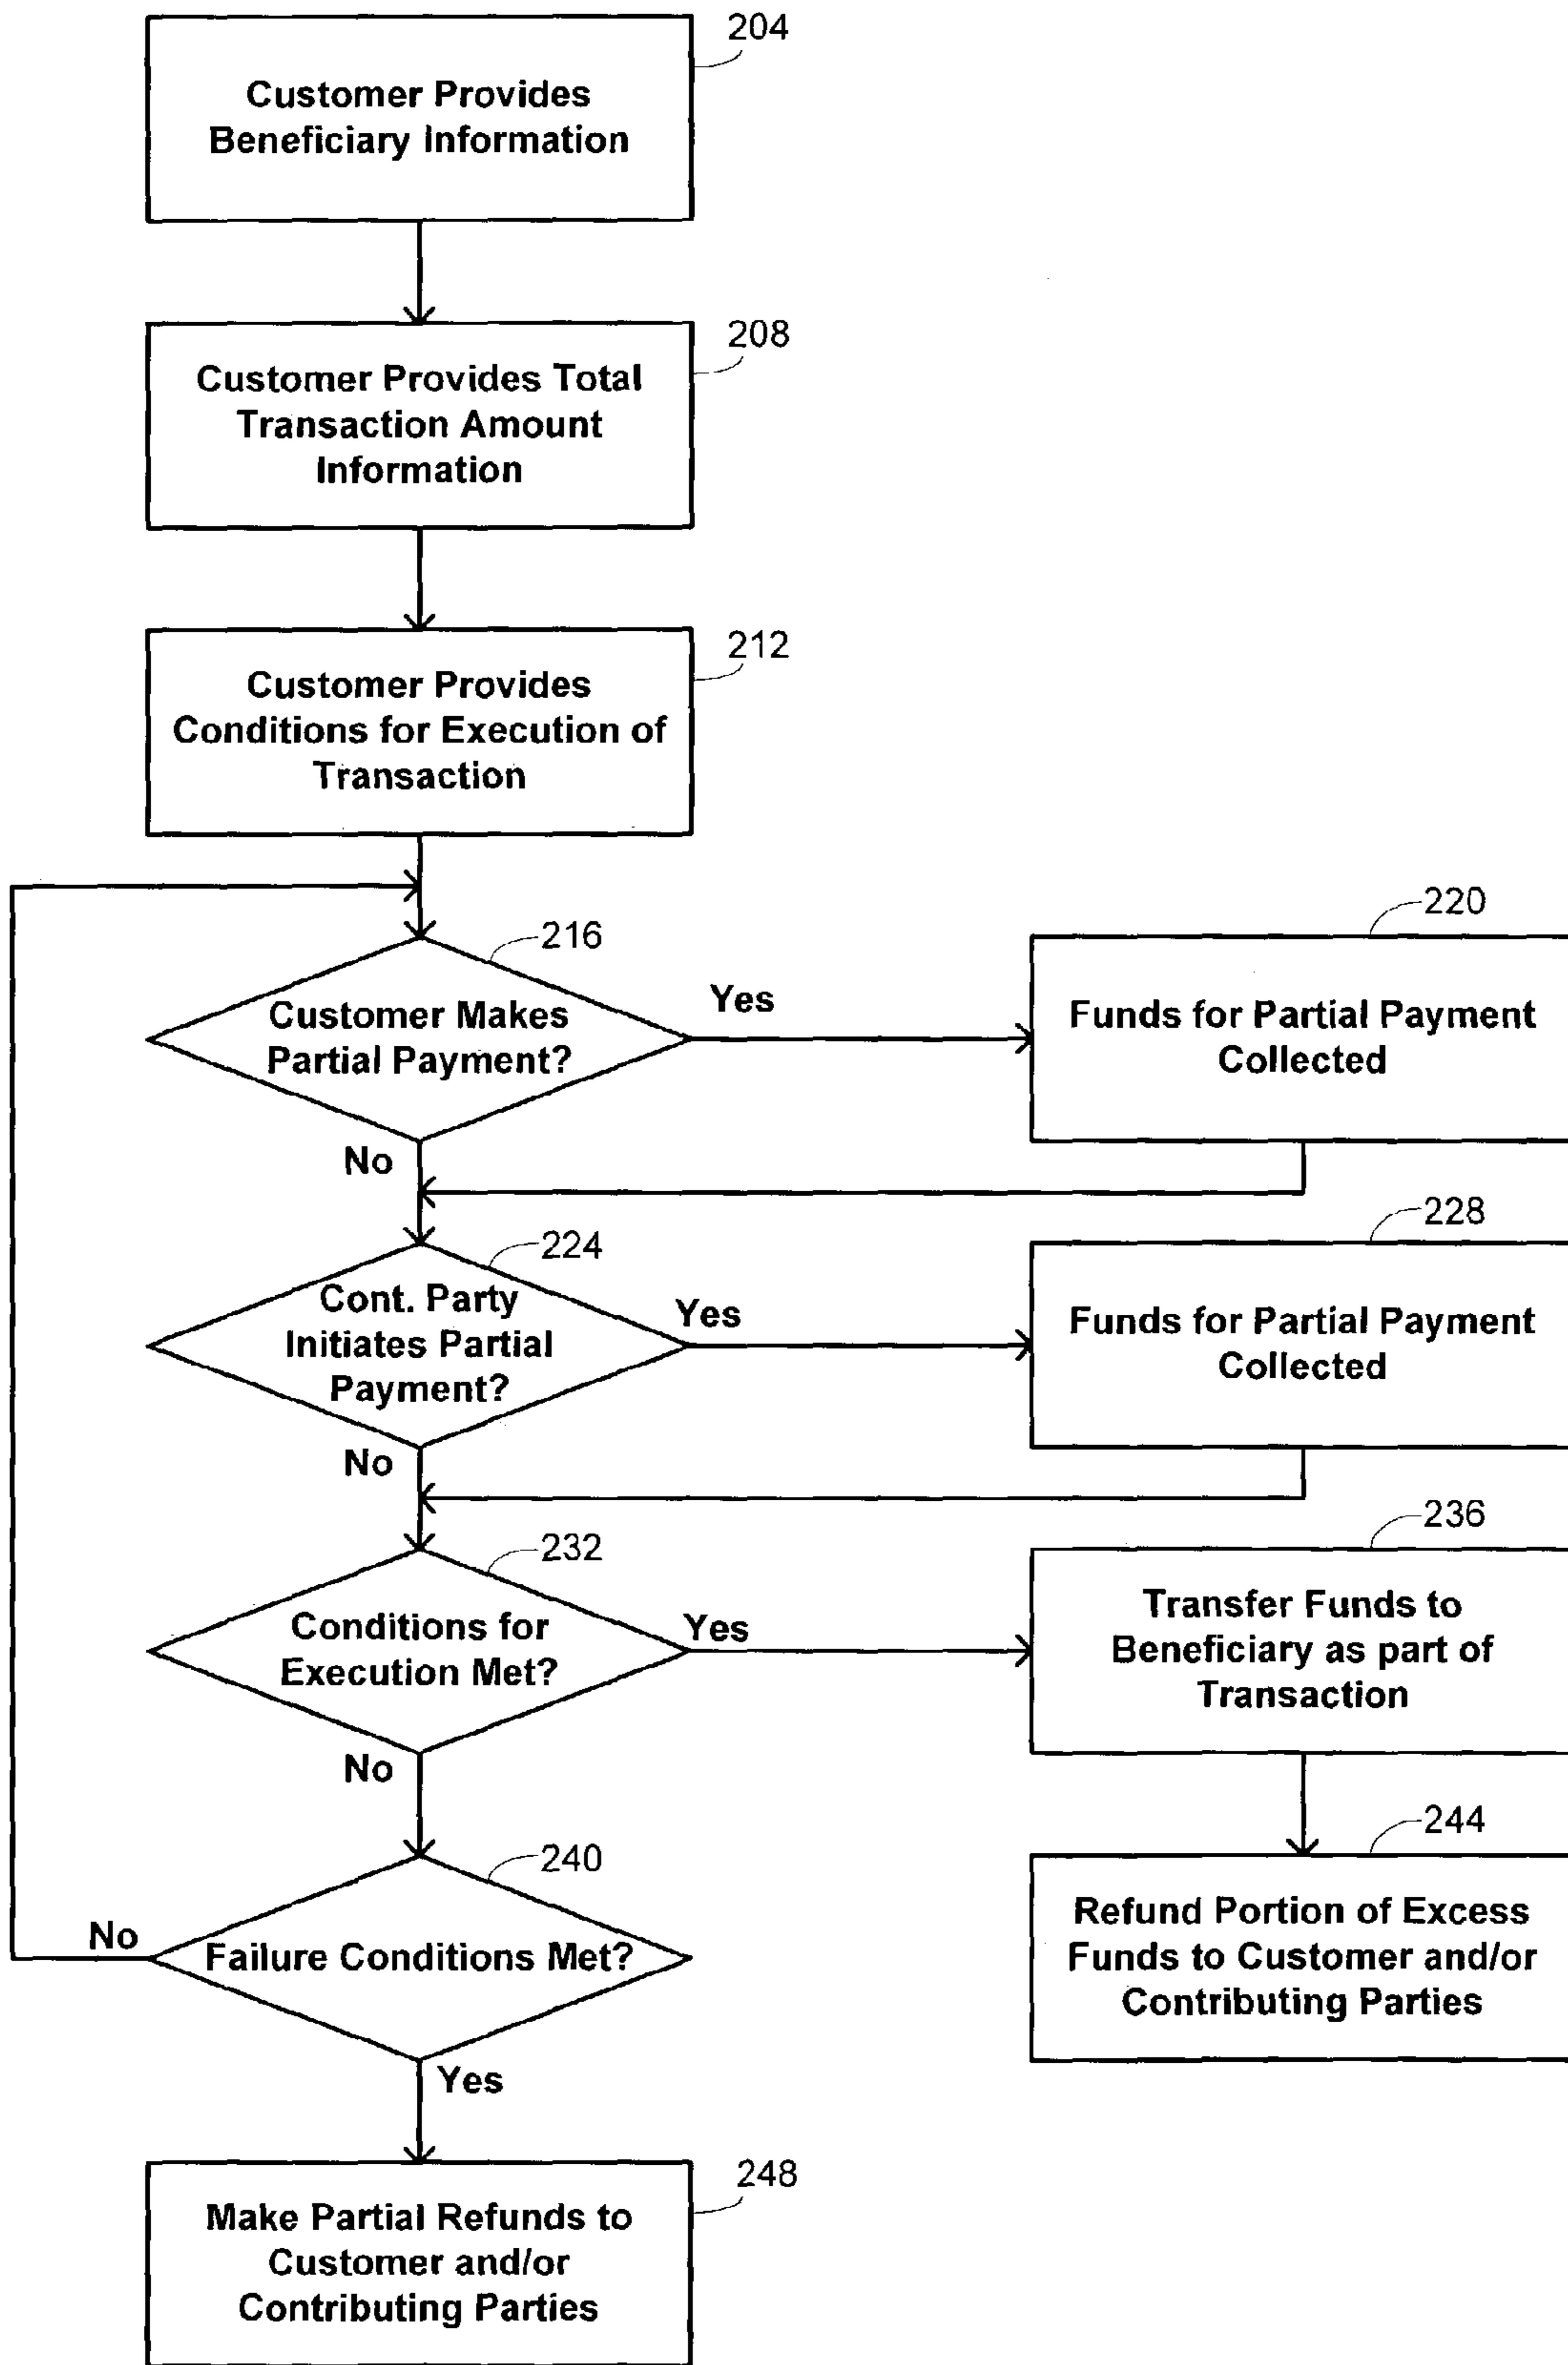 204
Customer Provides
Beneficiary Information
208
Customer Provides Total
Transaction Amount
Information
212
Customer Provides
Conditions for Execution of
Transaction
216
Customer Makes
Partial Payment?
Yes
No
220
Funds for Partial Payment
Collected
224
Cont. Party
Initiates Partial
Payment?
Yes
No
228
Funds for Partial Payment
Collected
232
Conditions for
Execution Met?
Yes
No
236
Transfer Funds to
Beneficiary as part of
Transaction
240
Failure Conditions Met?
No
Yes
244
Refund Portion of Excess
Funds to Customer and/or
Contributing Parties
248
Make Partial Refunds to
Customer and/or
Contributing Parties